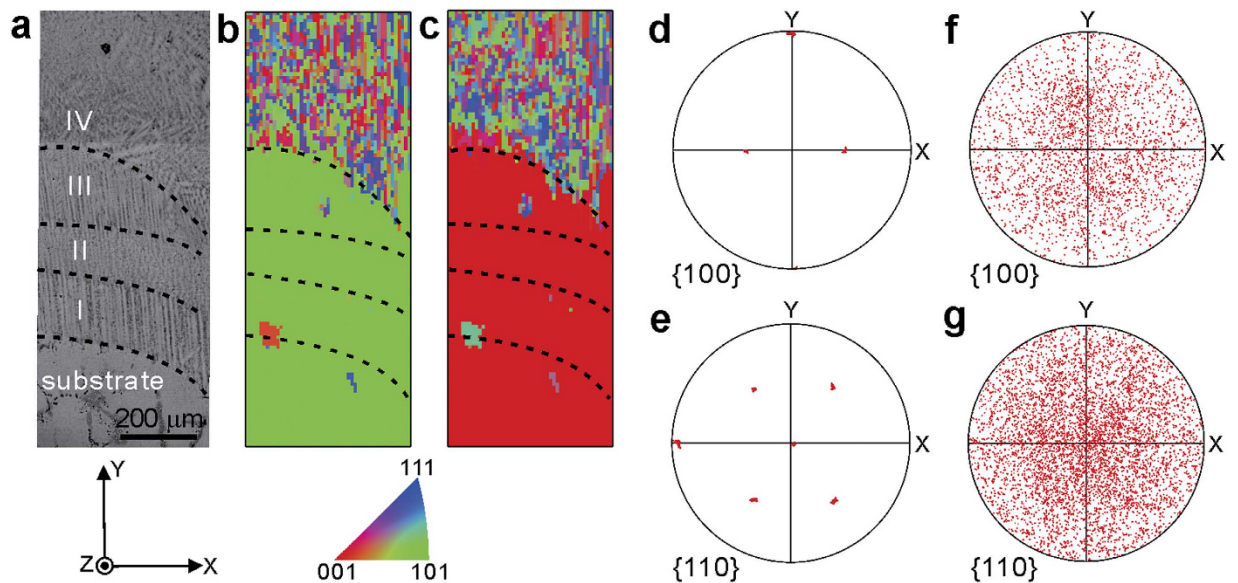 a
b
c
d
f
Y
Y
IV
III
II
I
substrate
200 μm
X
X
{100}
{100}
e
g
Y
Y
X
X
{110}
{110}
Y
Z
X
111
001
101